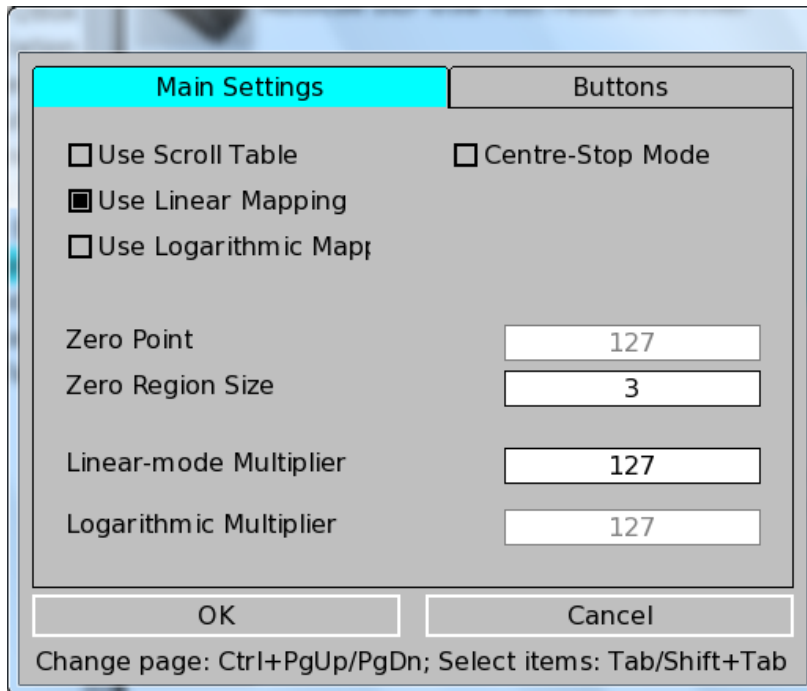 Main Settings Buttons
Use Scroll Table Centre-Stop Mode
Use Linear Mapping
Use Logarithmic Mapp
Zero Point 127
Zero Region Size 3
Linear-mode Multiplier 127
Logarithmic Multiplier 127
OK Cancel
Change page: Ctrl+PgUp/PgDn; Select items: Tab/Shift+Tab